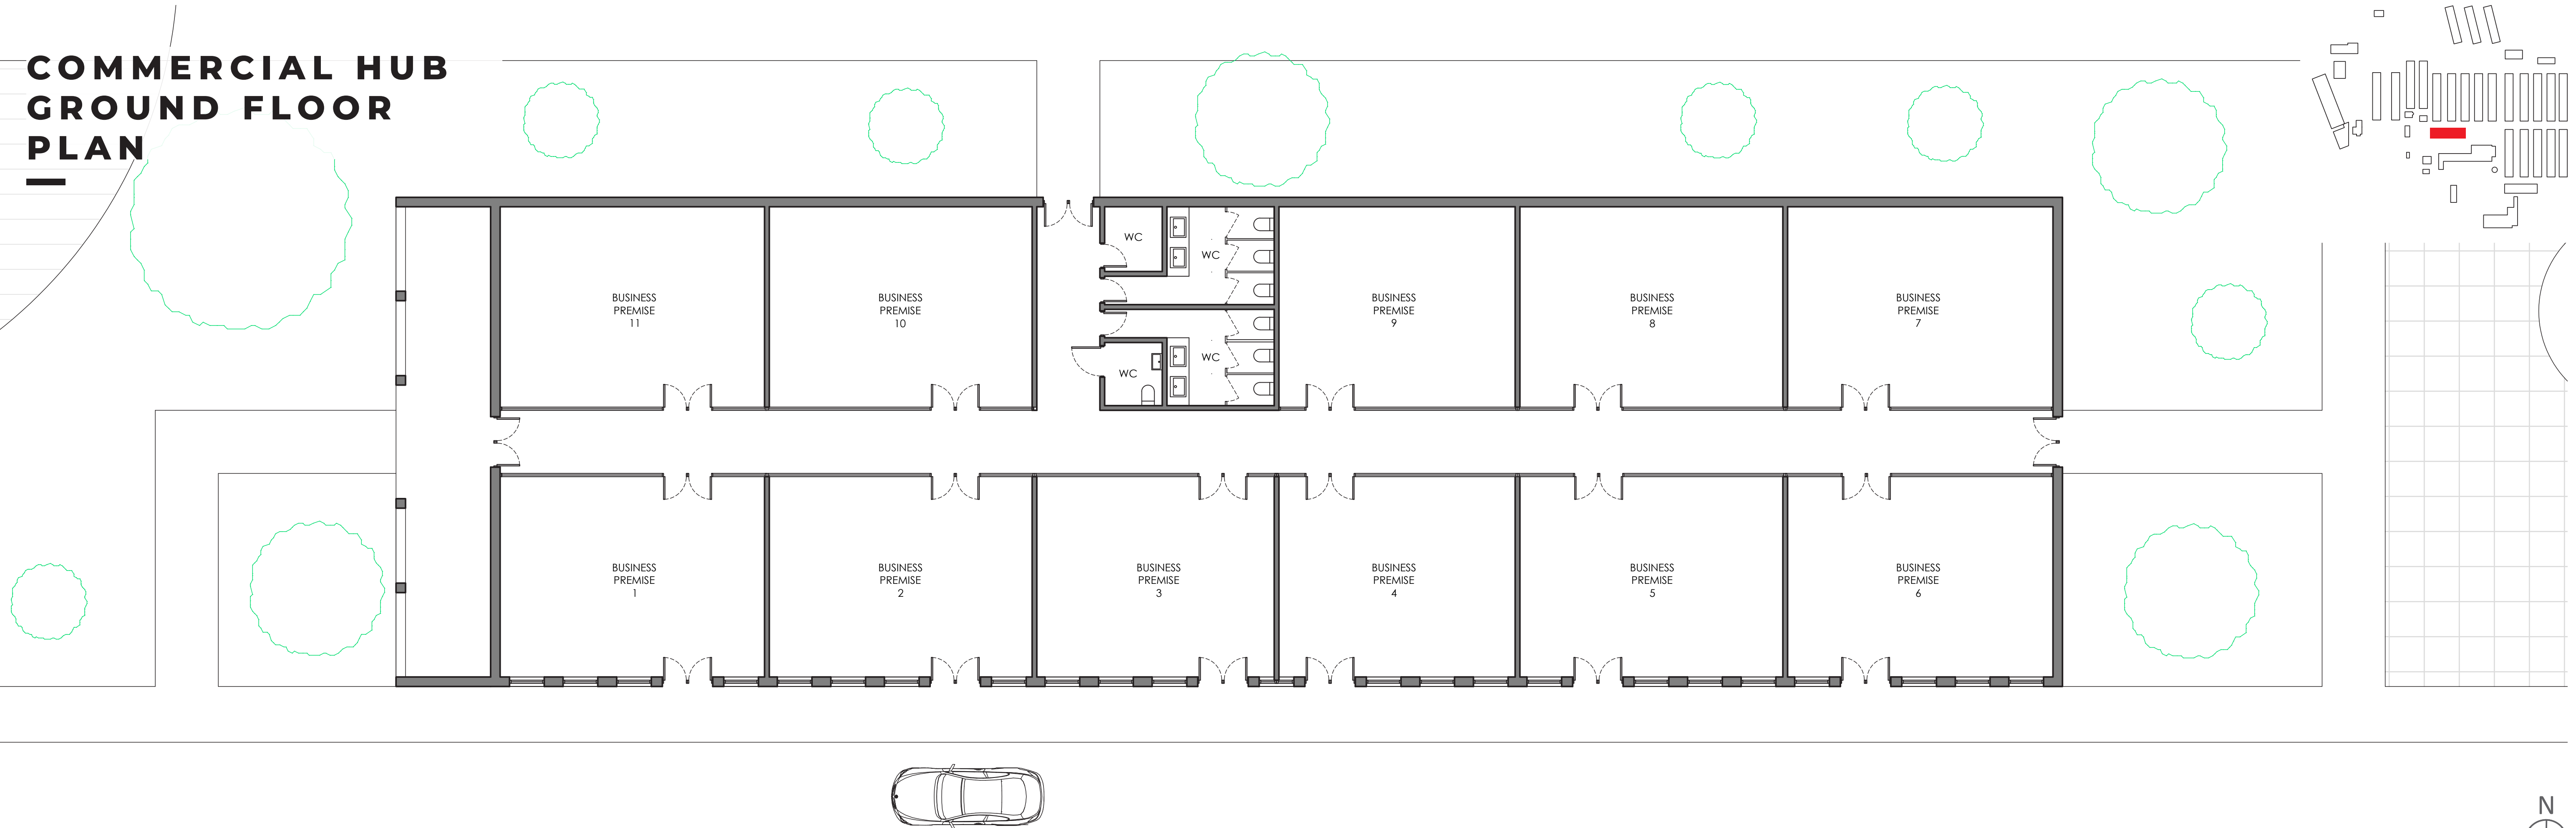 COMMERCIAL HUB
GROUND FLOOR
PLAN
WC
WC
BUSINESS
PREMISE
11
BUSINESS
PREMISE
10
BUSINESS
PREMISE
9
BUSINESS
PREMISE
8
BUSINESS
PREMISE
7
WC
WC
BUSINESS
PREMISE
1
BUSINESS
PREMISE
2
BUSINESS
PREMISE
3
BUSINESS
PREMISE
4
BUSINESS
PREMISE
5
BUSINESS
PREMISE
6
N